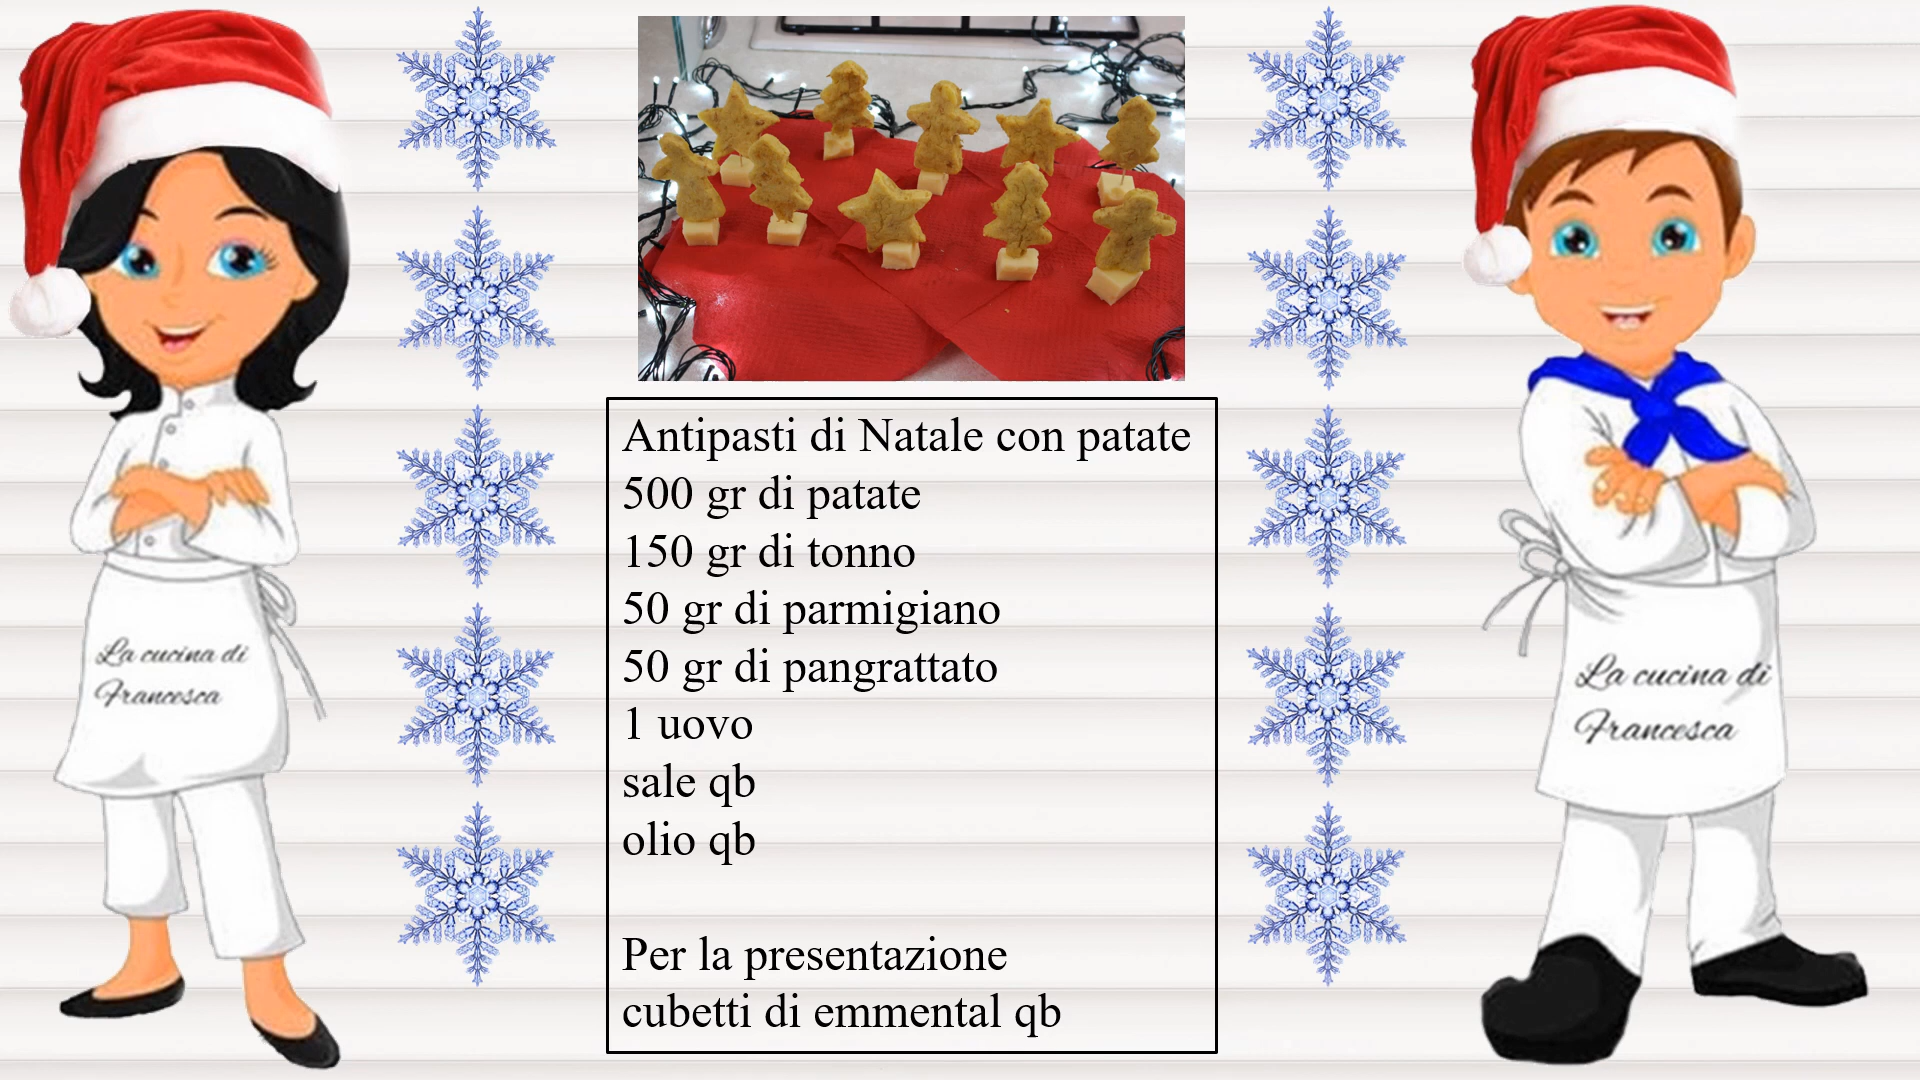 Antipasti di Natale con patate
500 gr di patate
150 gr di tonno
50 gr di parmigiano
50 gr di pangrattato
1 uovo
sale qb
olio qb
Per la presentazione
cubetti di emmental qb
La cucina di
Francesca
La cucina di
Francesca